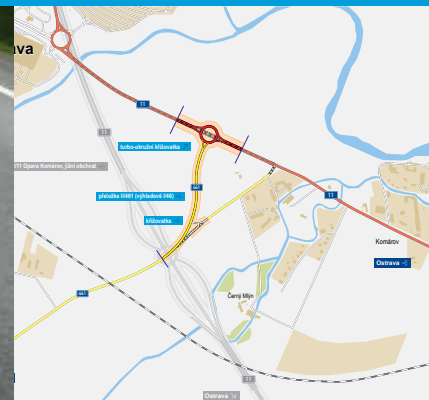 ava
11
11
turbo-okružní křižovatka
I/11 Opava Komárov, jižní obchvat
461
přeložka II/461 (výhledově I/46)
11
křižovatka
Komárov
Ostrava
461
Černý Mlýn
11
Ostrava